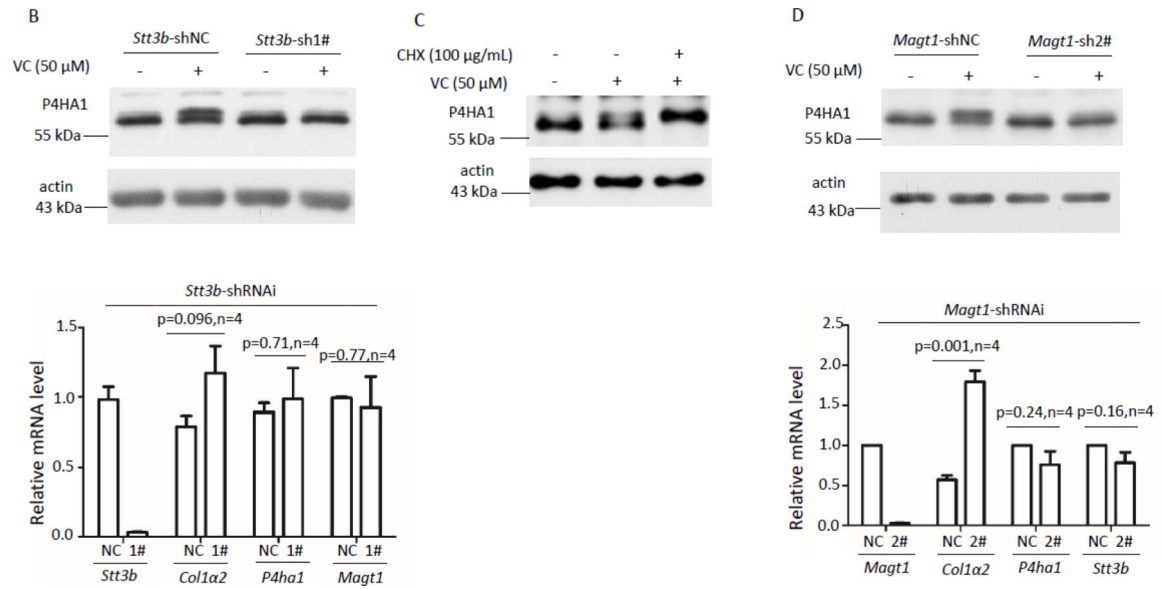 B
Stt3b-shNC Stt3b-sh1#
VC (50 μM) - + - +
P4HA1
55 kDa
actin
43 kDa
Stt3b-shRNAi
p=0.096,n=4
p=0.71,n=4
p=0.77,n=4
Relative mRNA level
1.5
1.0
0.5
0.0
NC 1# NC 1# NC 1# NC 1#
Stt3b Col1α2 P4ha1 Magt1
C
CHX (100 μg/mL) - - +
VC (50 μM) - + +
P4HA1
55 kDa
actin
43 kDa
D
Magt1-shNC Magt1-sh2#
VC (50 μM) - + - +
P4HA1
55 kDa
actin
43 kDa
Magt1-shRNAi
p=0.001,n=4
p=0.24,n=4 p=0.16,n=4
Relative mRNA level
2.5
2.0
1.5
1.0
0.5
0.0
NC 2# NC 2# NC 2# NC 2#
Magt1 Col1α2 P4ha1 Stt3b